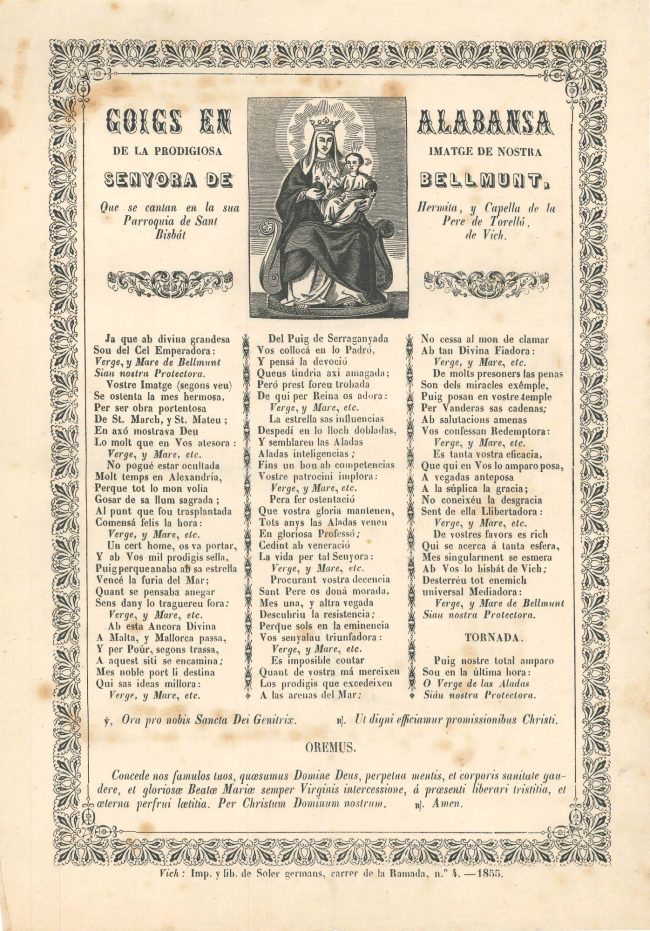 GOIGS EN ALABANSA
DE LA PRODIGIOSA IMATGE DE NOSTRA
SENYORA DE BELLMUNT,
Que se cantan en la sua Hermita, y Capella de la
Parroquia de Sant Pere de Torelló,
Bisbát de Vich.
Ja que ab divina grandesa
Sou del Cel Emperadora:
Verge, y Mare de Bellmunt
Siau nostra Protectora.
Vostre Imatge (segons veu)
Se ostenta la mes hermosa,
Per ser obra portentosa
De St. March, y St. Mateu;
En axó mostrava Deu
Lo molt que en Vos atesora:
Verge, y Mare, etc.
No pogué estar ocultada
Molt temps en Alexandría,
Perque tot lo mon volia
Gosar de sa llum sagrada;
Al punt que fou trasplantada
Comensá felis la hora:
Verge, y Mare, etc.
Un cert home, os va portar,
Y ab Vos mil prodigis sella,
Puig perque anaba ab sa estrella
Vencé la furia del Mar;
Quant se pensaba anegar
Sens dany lo tragueren fora:
Verge, y Mare, etc.
Ab esta Ancora Divina
A Malta, y Mallorca passa,
Y per Poúr, segons trassa,
A aquest siti se encamina;
Mes noble port li destina
Qui sas ideas millora:
Verge, y Mare, etc.
Del Puig de Serraganyada
Vos collocá en lo Padró,
Y pensá la devoció
Queus tindria axi amagada;
Peró prest foreu trobada
De qui per Reina os adora:
Verge, y Mare, etc.
La estrella sas influencias
Despedí en lo lloch dobladas,
Y semblaren las Aladas
Aladas inteligencias;
Fins un bon ab competencias
Vostre patrocini implora:
Verge, y Mare, etc.
Pera fer ostentació
Que vostra gloria mantenen,
Tots anys las Aladas venen
En gloriosa Professó;
Cedint ab veneració
La vida per tal Senyora:
Verge, y Mare, etc.
Procurant vostra decencia
Sant Pere os doná morada,
Mes una, y altra vegada
Descubriu la resistencia;
Perque sols en la eminencia
Vos senyalau triunfadora:
Verge, y Mare, etc.
Es imposible contar
Quant de vostra má mereixen
Los prodigis que excedeixen
A las arenas del Mar;
No cessa al mon de clamar
Ab tan Divina Fiadora:
Verge, y Mare, etc.
De molts presoners las penas
Son dels miracles exémple,
Puig posan en vostre temple
Per Vanderas sas cadenas;
Ab salutacions amenas
Vos confessan Redemptora:
Verge, y Mare, etc.
Es tanta vostra eficacia,
Que qui en Vos lo amparo posa,
A vegadas anteposa
A la súplica la gracia;
No coneixéu la desgracia
Sent de ella Llibertadora:
Verge, y Mare, etc.
De vostres favors es rich
Qui se acerca á tanta esfera,
Mes singularment se esmera
Ab Vos lo bisbát de Vich;
Desterréu tot enemich
universal Mediadora:
Verge, y Mare de Bellmunt
Siau nostra Protectora.
TORNADA.
Puig nostre total amparo
Sou en la última hora:
O Verge de las Aladas
Siáu nostra Protectora.
℣. Ora pro nobis Sancta Dei Genitrix. ℟. Ut digni efficiamur promissionibus Christi.
OREMUS.
Concede nos famulos tuos, quæsumus Domine Deus, perpetua mentis, et corporis sanitate gau-
dere, et gloriosæ Beatæ Mariæ semper Virginis intercessione, á præsenti liberari tristitia, et
æterna perfrui lætitia. Per Christum Dominum nostrum. ℟. Amen.
Vich: Imp. y lib. de Soler germans, carrer de la Ramada, n.º 4.—1855.